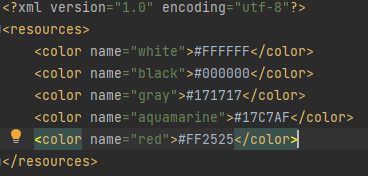 <?xml version="1.0" encoding="utf-8"?>
<resources>
    <color name="white">#FFFFFF</color>
    <color name="black">#000000</color>
    <color name="gray">#171717</color>
    <color name="aquamarine">#17C7AF</color>
    <color name="red">#FF2525</color>
</resources>